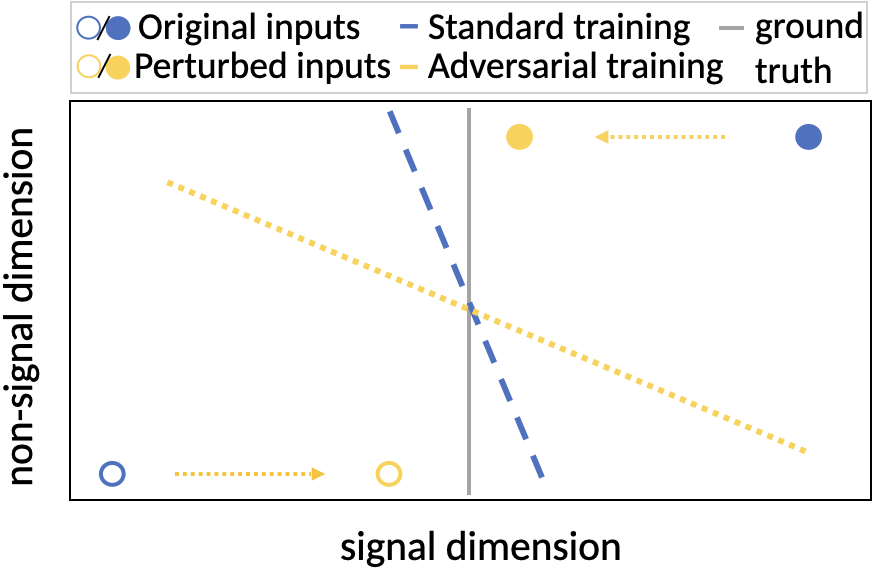 / Original inputs Standard training ground
/ Perturbed inputs Adversarial training truth
non-signal dimension
signal dimension